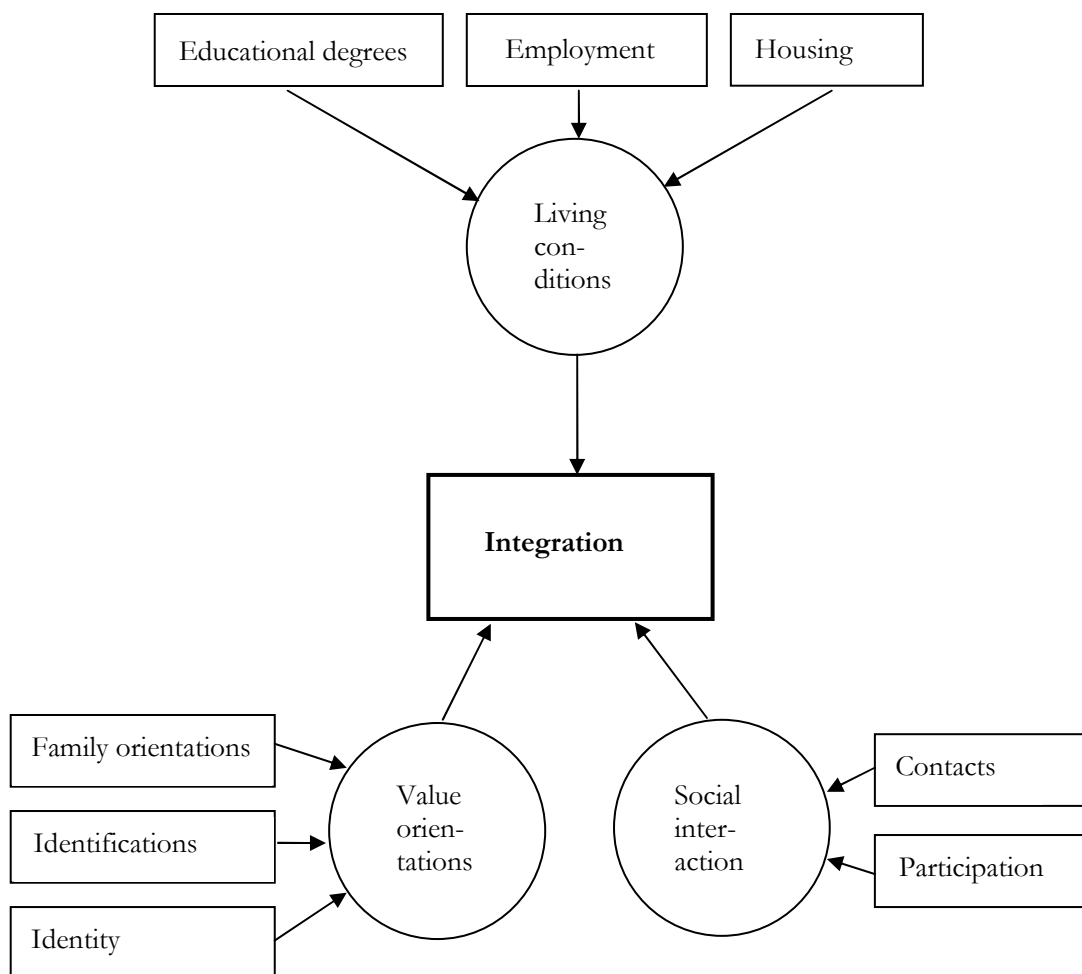 Educational degrees
Employment
Housing
Living
con-
ditions
Integration
Family orientations
Identifications
Identity
Value
orien-
tations
Social
inter-
action
Contacts
Participation